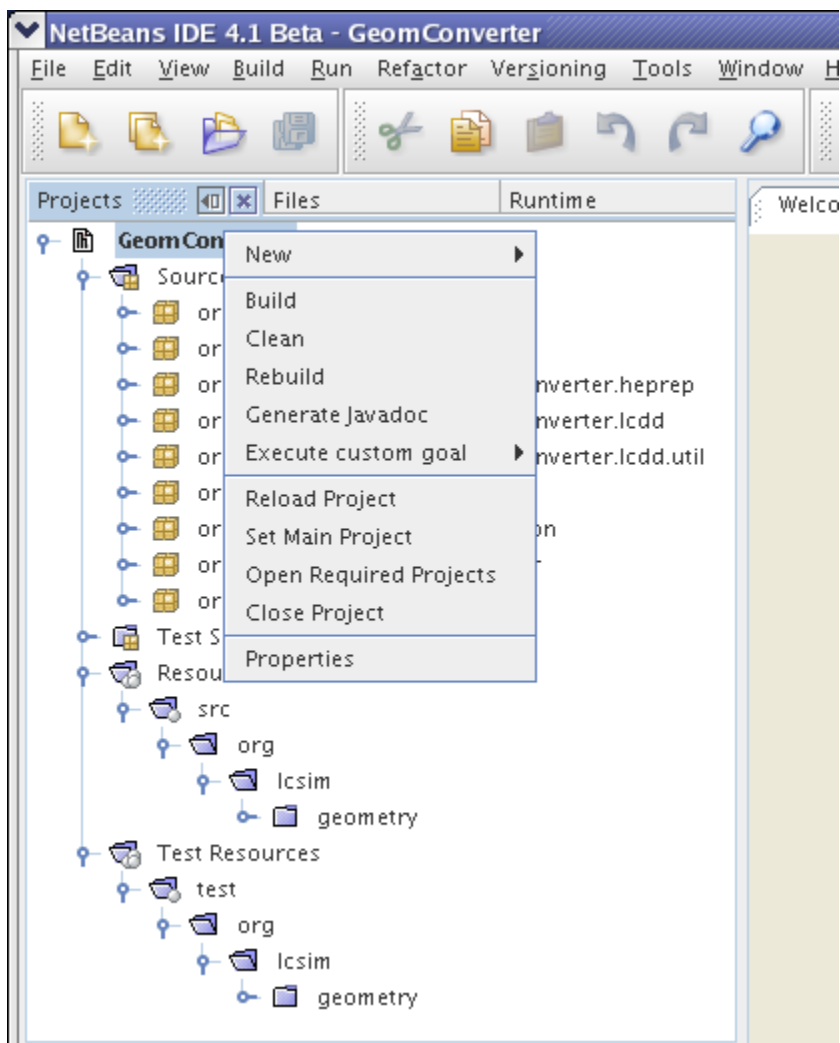 NetBeans IDE 4.1 Beta - GeomConverter
File Edit View Build Run Refactor Versioning Tools Window H
Projects Files Runtime Welco
GeomCon
New
Sourc
Build
or
Clean
or
Rebuild
or nverter.heprep
Generate Javadoc
or nverter.lcdd
Execute custom goal
or nverter.lcdd.util
Reload Project
or
Set Main Project
or on
Open Required Projects
or r
Close Project
or
Test S
Properties
Resou
src
org
lcsim
geometry
Test Resources
test
org
lcsim
geometry